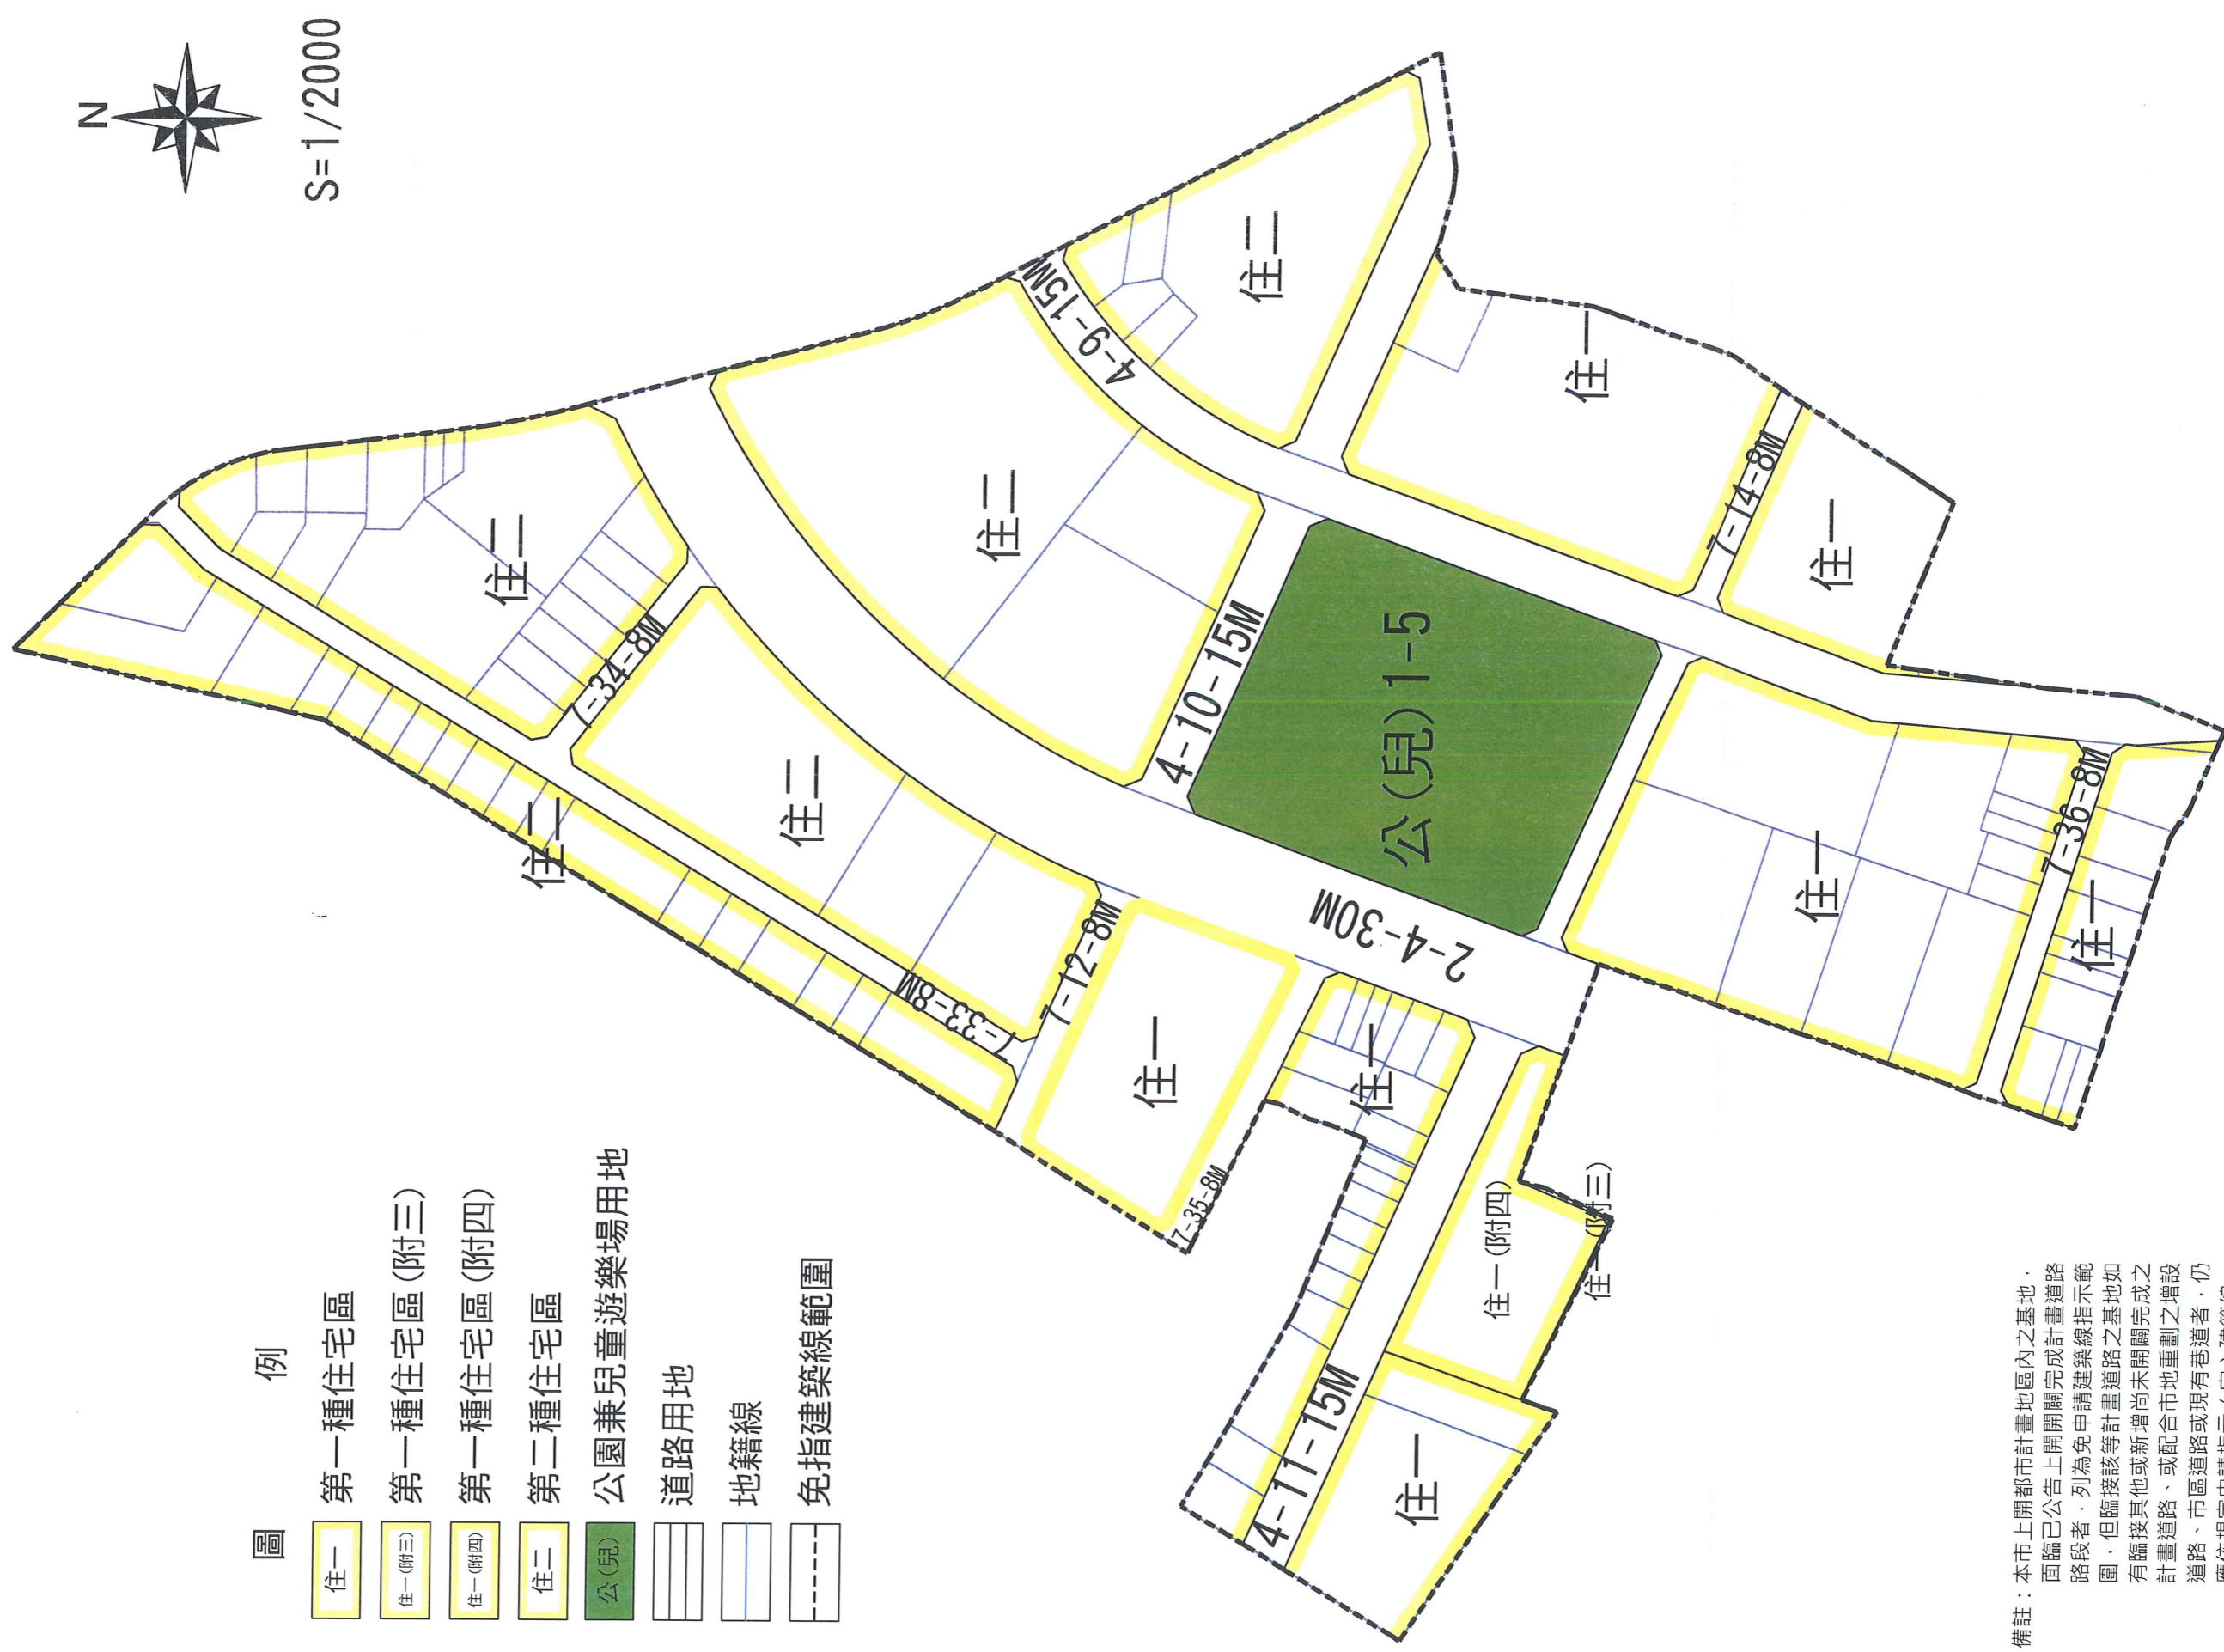 N
S=1/2000
圖 例
住一 第一種住宅區
住一(附三) 第一種住宅區(附三)
住一(附四) 第一種住宅區(附四)
住二 第二種住宅區
公(兒) 公園兼兒童遊樂場用地
道路用地
地籍線
免指建築線範圍
住二
住二
7-34-8M
住二
住二
7-33-8M
7-12-8M
住二
4-9-15M
住二
4-10-15M
公(兒)1-5
2-4-30M
住一
7-14-8M
住一
住一
7-35-8M
住一
住一
7-36-8M
住一
4-11-15M
住一
住一(附四)
住一(附三)
備註：本市上開都市計畫地區內之基地，
面臨已公告上開開闢完成計畫道路
路段者，列為免申請建築線指示範
圍，但臨接該等計畫道路之基地如
有臨接其他或新增尚未開闢完成之
計畫道路、或配合市地重劃之增設
道路、市區道路或現有巷道者，仍